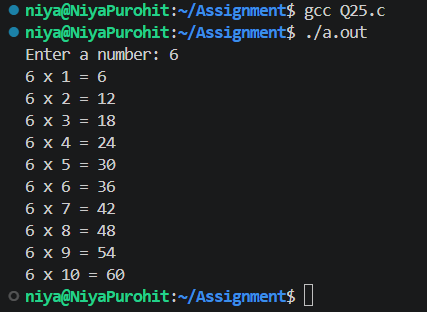 niya@NiyaPurohit:~/Assignment$ gcc Q25.c
niya@NiyaPurohit:~/Assignment$ ./a.out
Enter a number: 6
6 x 1 = 6
6 x 2 = 12
6 x 3 = 18
6 x 4 = 24
6 x 5 = 30
6 x 6 = 36
6 x 7 = 42
6 x 8 = 48
6 x 9 = 54
6 x 10 = 60
niya@NiyaPurohit:~/Assignment$